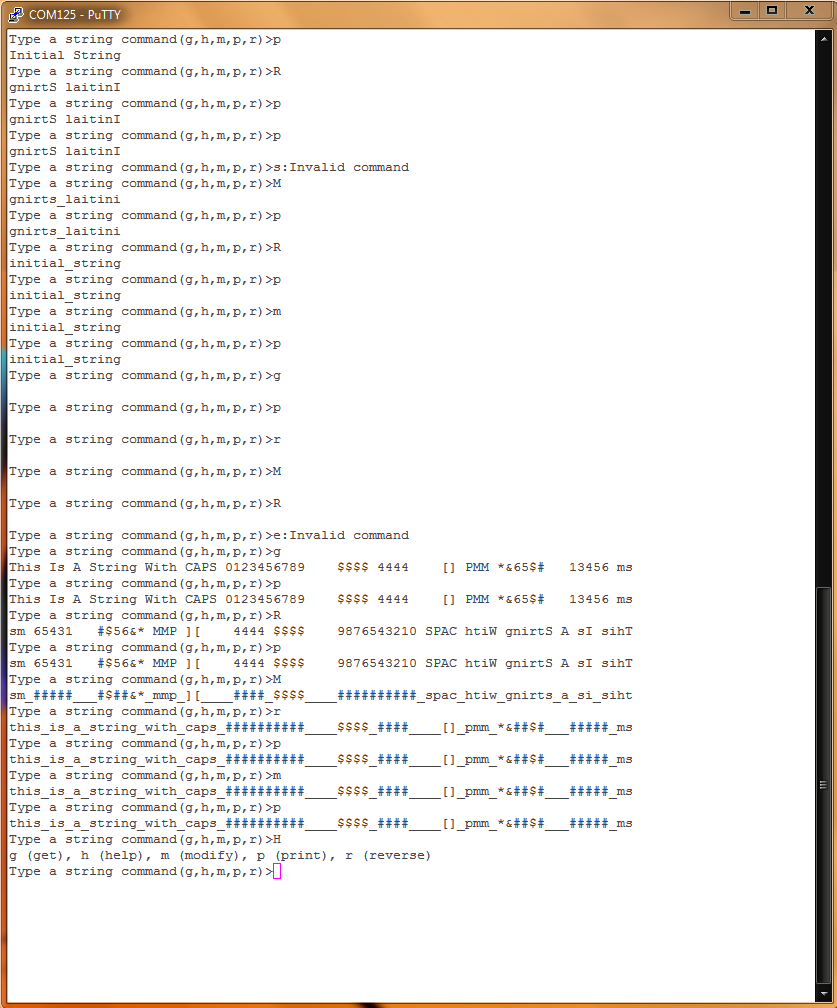 COM125 - PuTTY
Type a string command(g,h,m,p,r)>p
Initial String
Type a string command(g,h,m,p,r)>R
gnirtS laitinI
Type a string command(g,h,m,p,r)>p
gnirtS laitinI
Type a string command(g,h,m,p,r)>p
gnirtS laitinI
Type a string command(g,h,m,p,r)>s:Invalid command
Type a string command(g,h,m,p,r)>M
gnirts_laitini
Type a string command(g,h,m,p,r)>p
gnirts_laitini
Type a string command(g,h,m,p,r)>R
initial_string
Type a string command(g,h,m,p,r)>p
initial_string
Type a string command(g,h,m,p,r)>m
initial_string
Type a string command(g,h,m,p,r)>p
initial_string
Type a string command(g,h,m,p,r)>g
Type a string command(g,h,m,p,r)>p
Type a string command(g,h,m,p,r)>r
Type a string command(g,h,m,p,r)>M
Type a string command(g,h,m,p,r)>R
Type a string command(g,h,m,p,r)>e:Invalid command
Type a string command(g,h,m,p,r)>g
This Is A String With CAPS 0123456789    $$$$ 4444    [] PMM *&65$#   13456 ms
Type a string command(g,h,m,p,r)>p
This Is A String With CAPS 0123456789    $$$$ 4444    [] PMM *&65$#   13456 ms
Type a string command(g,h,m,p,r)>R
sm 65431   #$56&* MMP ][    4444 $$$$    9876543210 SPAC htiW gnirtS A sI sihT
Type a string command(g,h,m,p,r)>p
sm 65431   #$56&* MMP ][    4444 $$$$    9876543210 SPAC htiW gnirtS A sI sihT
Type a string command(g,h,m,p,r)>M
sm_#####___#$##&*_mmp_][____####_$$$$____##########_spac_htiw_gnirts_a_si_siht
Type a string command(g,h,m,p,r)>r
this_is_a_string_with_caps_##########____$$$$_####____[]_pmm_*&##$#___#####_ms
Type a string command(g,h,m,p,r)>p
this_is_a_string_with_caps_##########____$$$$_####____[]_pmm_*&##$#___#####_ms
Type a string command(g,h,m,p,r)>m
this_is_a_string_with_caps_##########____$$$$_####____[]_pmm_*&##$#___#####_ms
Type a string command(g,h,m,p,r)>p
this_is_a_string_with_caps_##########____$$$$_####____[]_pmm_*&##$#___#####_ms
Type a string command(g,h,m,p,r)>H
g (get), h (help), m (modify), p (print), r (reverse)
Type a string command(g,h,m,p,r)>